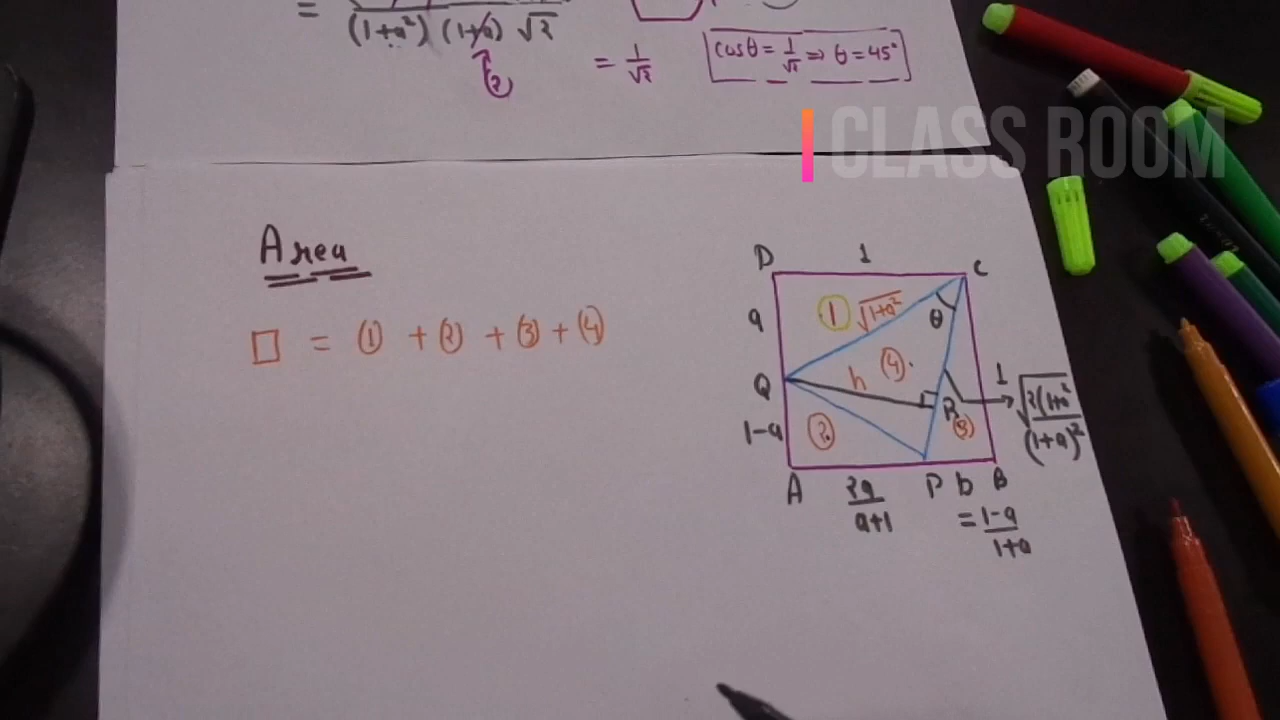 =
(1+a²) (1+a) √2
2
= 1/√2
cosθ = 1/√2 ⇒ θ = 45°
CLASS ROOM
Area
□ = ① + ② + ③ + ④
D 1 C
a ① √1+a²
θ
Q h ④ 1
R √2(1+a²)/(1+a)²
1-a ② ③
A 2a/a+1 P b B
= 1-a/1+a